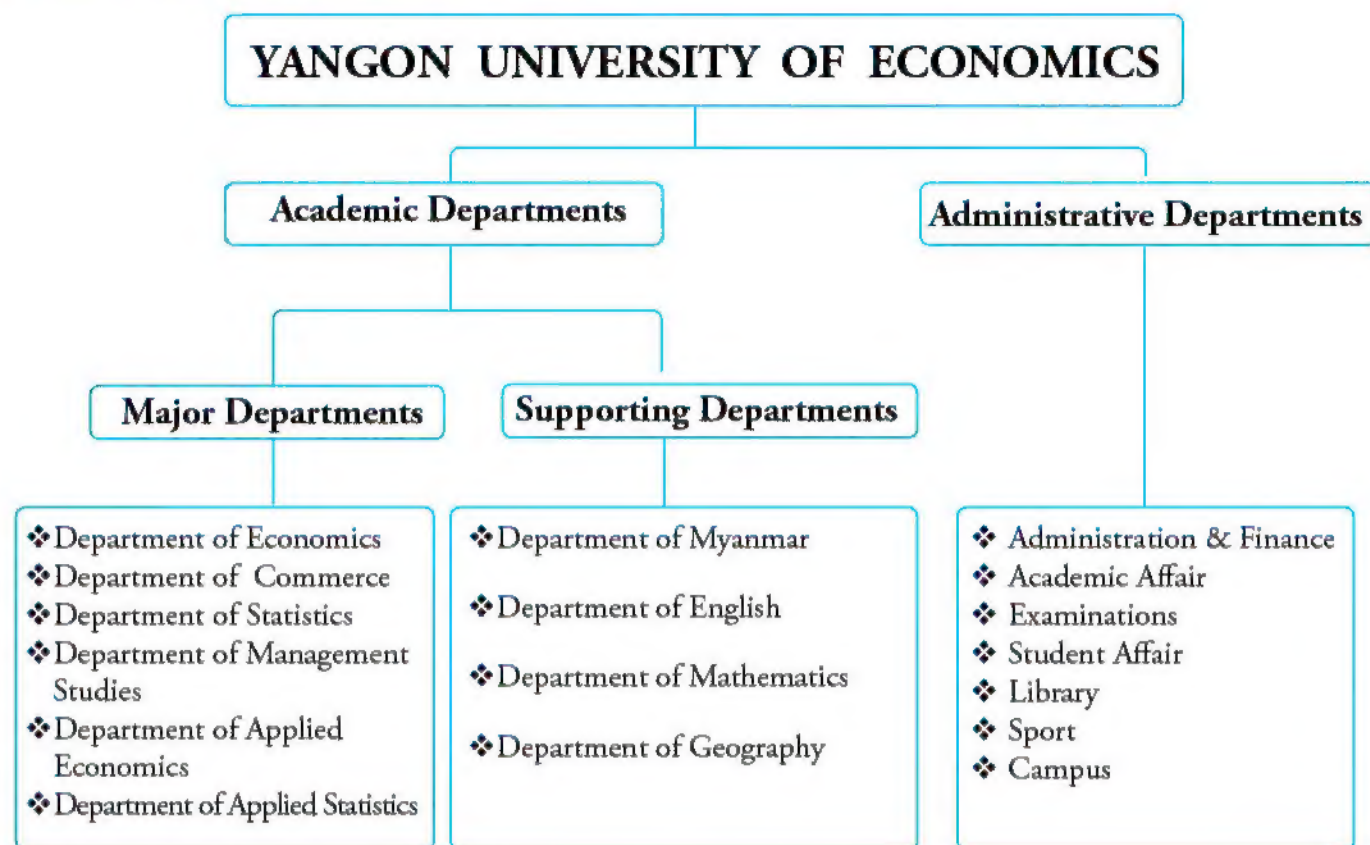 YANGON UNIVERSITY OF ECONOMICS
Academic Departments
Administrative Departments
Major Departments
Supporting Departments
❖Department of Economics
❖Department of Commerce
❖Department of Statistics
❖Department of Management
Studies
❖Department of Applied
Economics
❖Department of Applied Statistics
❖Department of Myanmar
❖Department of English
❖Department of Mathematics
❖Department of Geography
❖ Administration & Finance
❖ Academic Affair
❖ Examinations
❖ Student Affair
❖ Library
❖ Sport
❖ Campus